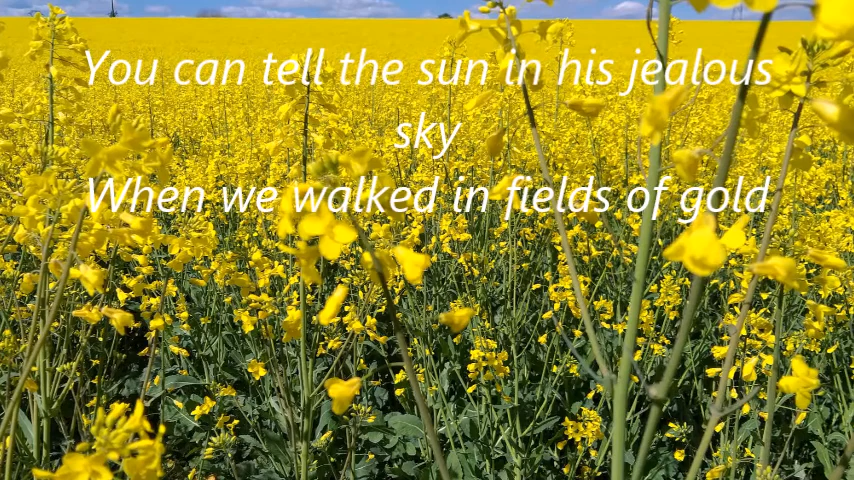 You can tell the sun in his jealous
sky
When we walked in fields of gold